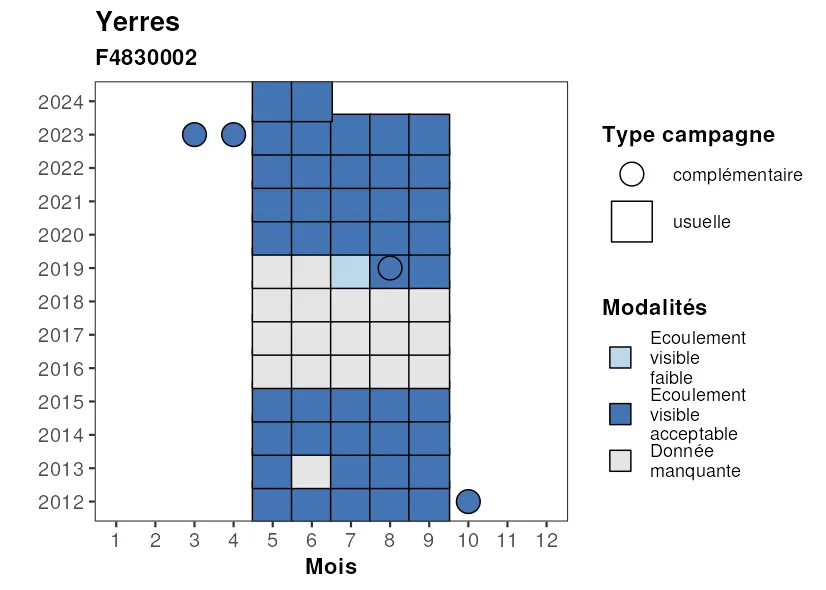 Yerres
F4830002
2024
2023
2022
2021
2020
2019
2018
2017
2016
2015
2014
2013
2012
1 2 3 4 5 6 7 8 9 10 11 12
Mois
Type campagne
complémentaire
usuelle
Modalités
Ecoulement
visible
faible
Ecoulement
visible
acceptable
Donnée
manquante